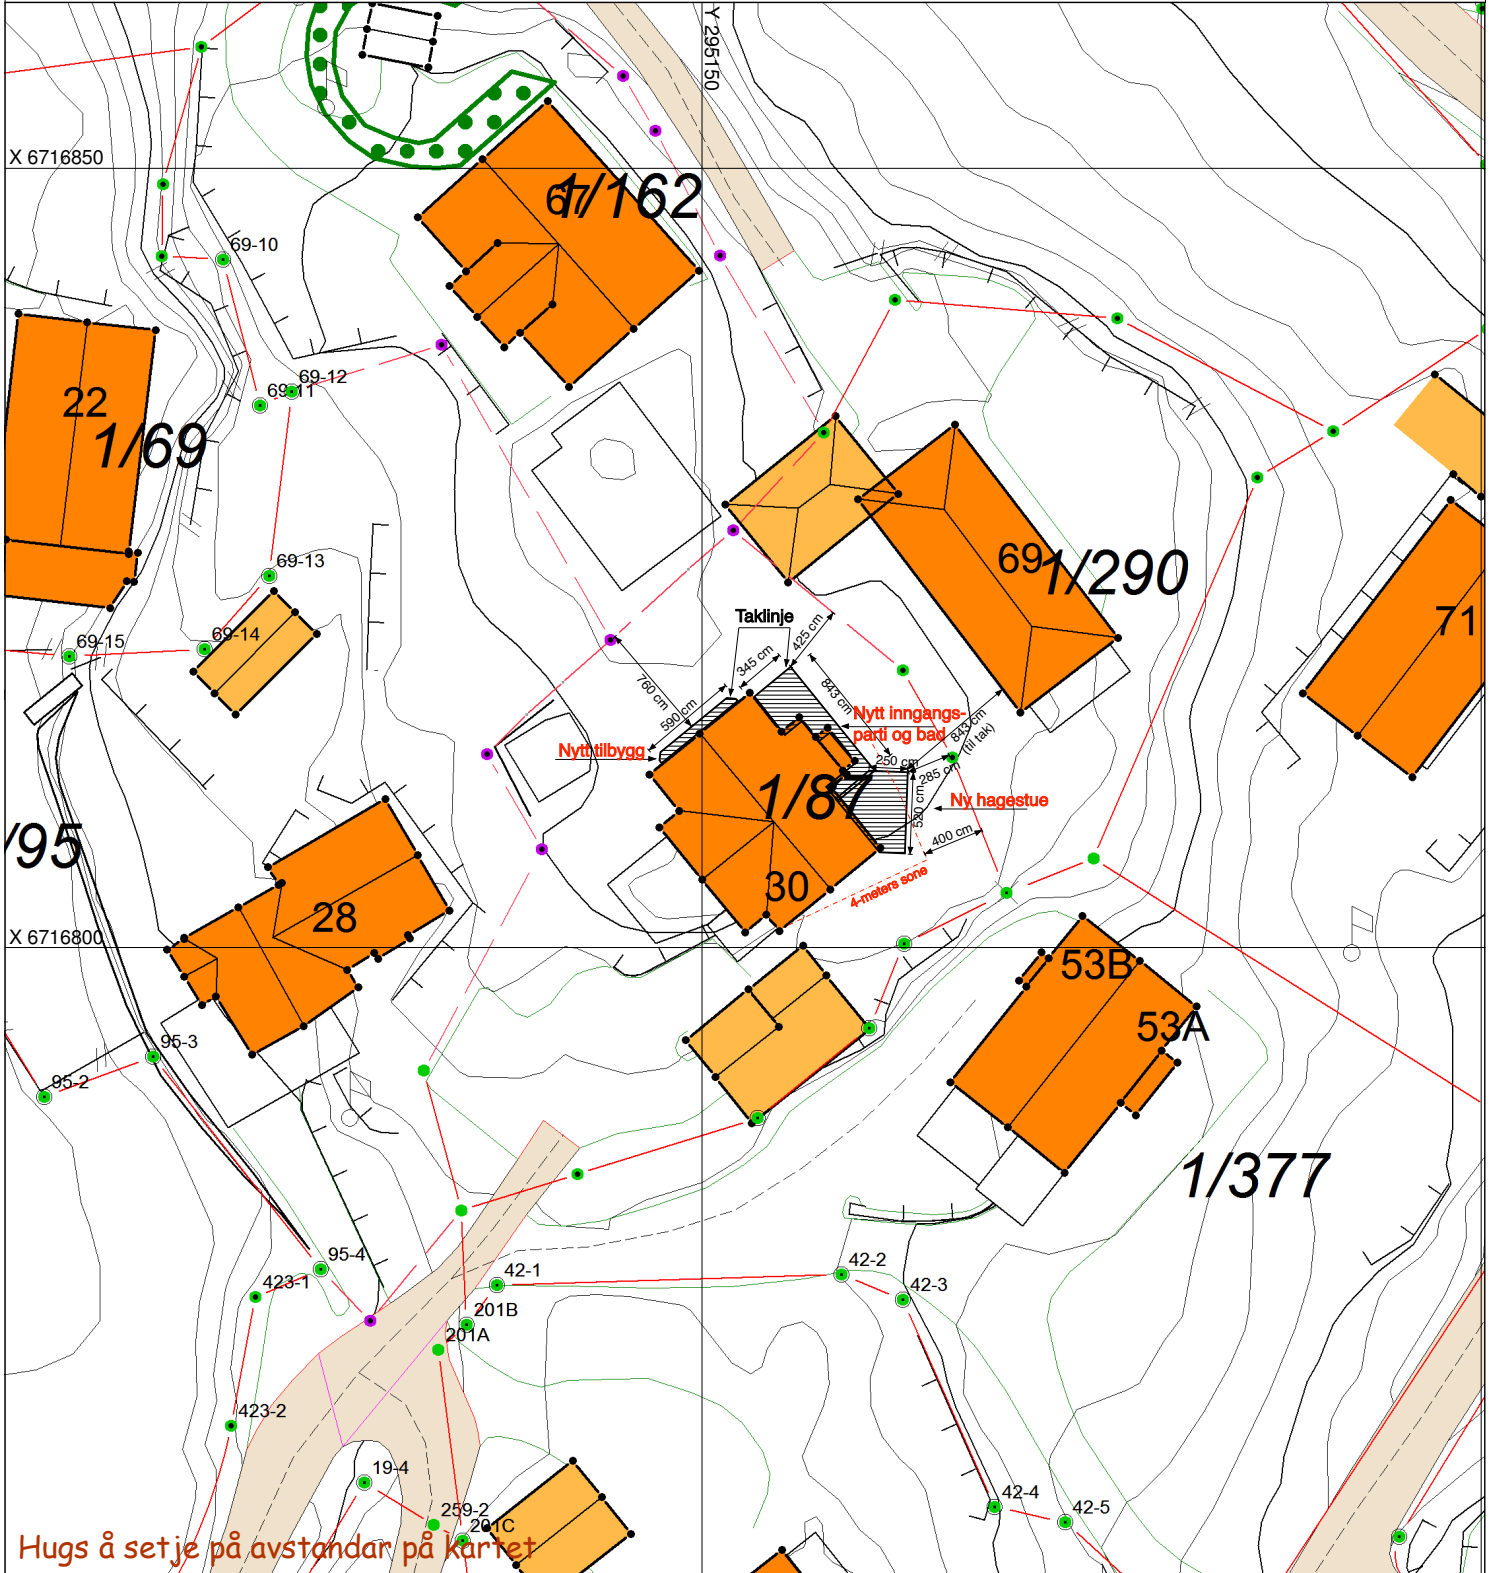 Y 295150
X 6716850
67
1/162
69-10
69-12
69-11
22
1/69
69-13
69
1/290
71
69-14
69-15
Taklinje
425 cm
345 cm
843 cm
760 cm
590 cm
Nytt inngangs-
parti og bad
843 cm
(til tak)
Nytt tilbygg
250 cm
285 cm
1/87
Ny hagestue
520 cm
400 cm
/95
30
4-meters sone
28
X 6716800
53B
53A
95-3
95-2
1/377
95-4
42-1
42-2
42-3
423-1
201B
201A
423-2
19-4
42-4
42-5
259-2
201C
Hugs å setje på avstandar på kartet